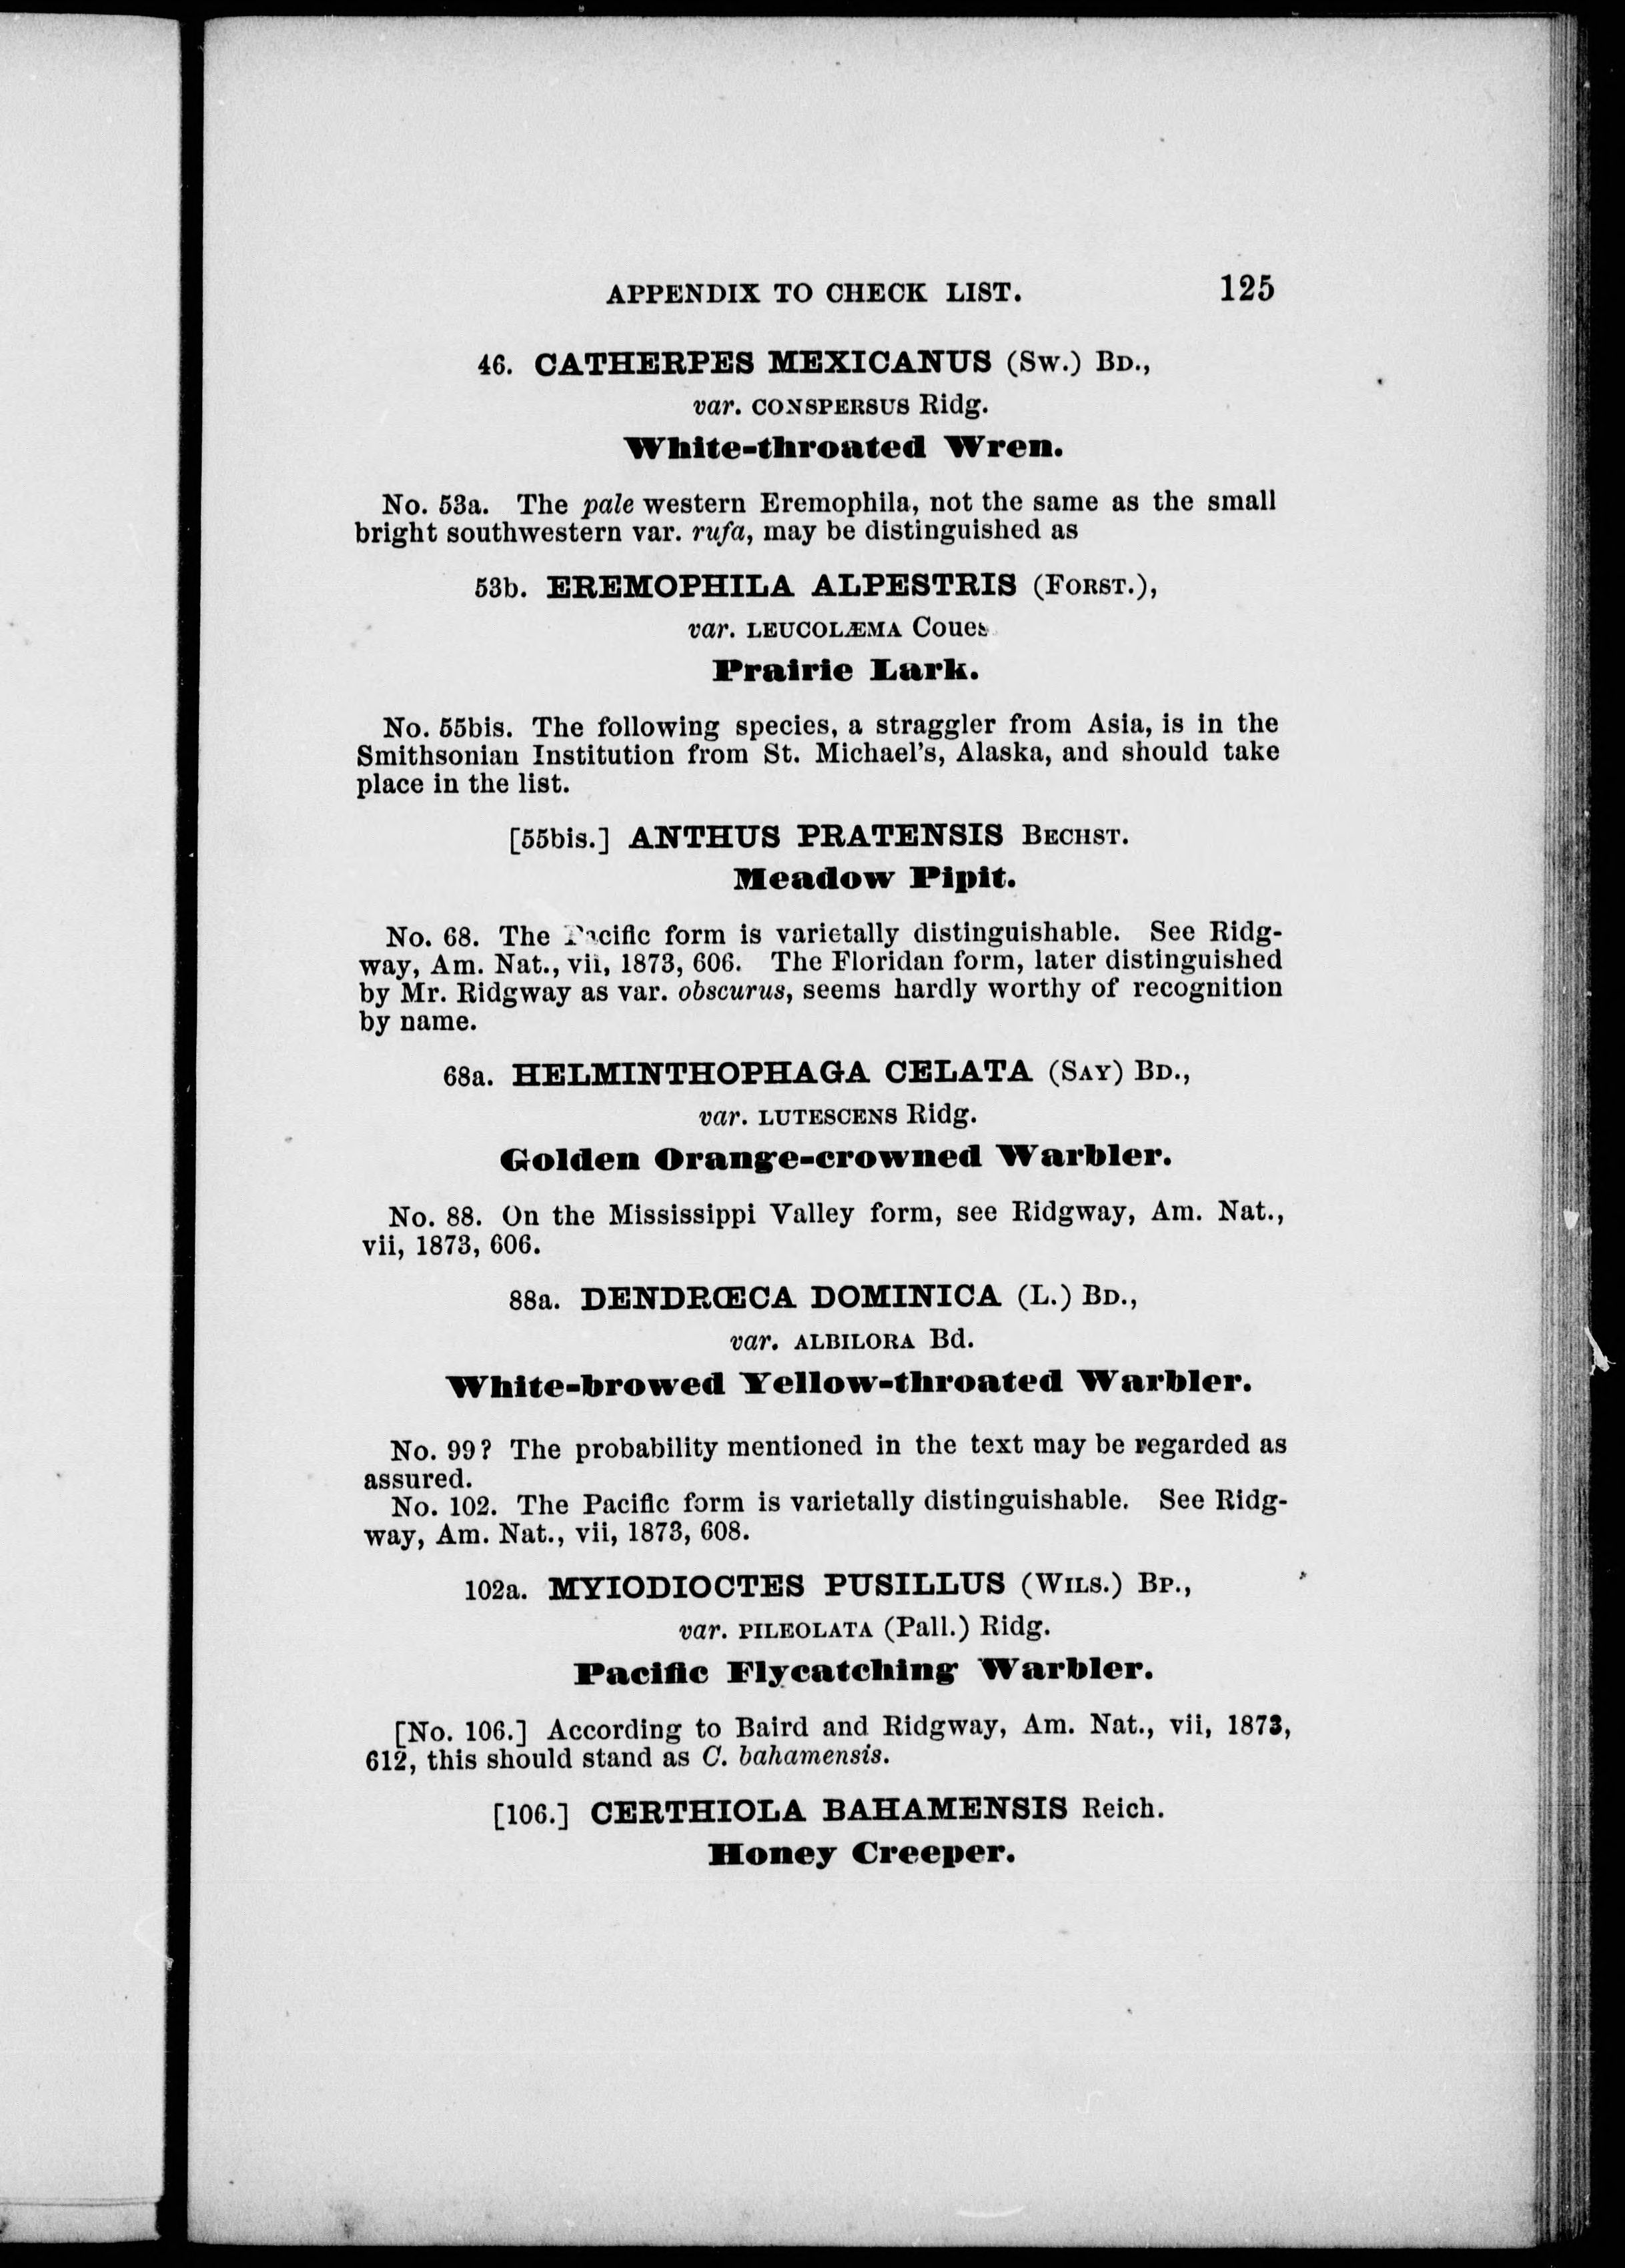 APPENDIX TO CHECK LIST. 125
46. CATHERPES MEXICANUS (Sw.) Bd.,
var. CONSPERSUS Ridg.
White-throated Wren.
No. 53a. The pale western Eremophila, not the same as the small
bright southwestern var. rufa, may be distinguished as
53b. EREMOPHILA ALPESTRIS (Forst.),
var. LEUCOLÆMA Coues
Prairie Lark.
No. 55bis. The following species, a straggler from Asia, is in the
Smithsonian Institution from St. Michael's, Alaska, and should take
place in the list.
[55bis.] ANTHUS PRATENSIS Bechst.
Meadow Pipit.
No. 68. The Pacific form is varietally distinguishable. See Ridg-
way, Am. Nat., vii, 1873, 606. The Floridan form, later distinguished
by Mr. Ridgway as var. obscurus, seems hardly worthy of recognition
by name.
68a. HELMINTHOPHAGA CELATA (Say) Bd.,
var. LUTESCENS Ridg.
Golden Orange-crowned Warbler.
No. 88. On the Mississippi Valley form, see Ridgway, Am. Nat.,
vii, 1873, 606.
88a. DENDRŒCA DOMINICA (L.) Bd.,
var. ALBILORA Bd.
White-browed Yellow-throated Warbler.
No. 99? The probability mentioned in the text may be regarded as
assured.
No. 102. The Pacific form is varietally distinguishable. See Ridg-
way, Am. Nat., vii, 1873, 608.
102a. MYIODIOCTES PUSILLUS (Wils.) Bp.,
var. PILEOLATA (Pall.) Ridg.
Pacific Flycatching Warbler.
[No. 106.] According to Baird and Ridgway, Am. Nat., vii, 1873,
612, this should stand as C. bahamensis.
[106.] CERTHIOLA BAHAMENSIS Reich.
Honey Creeper.